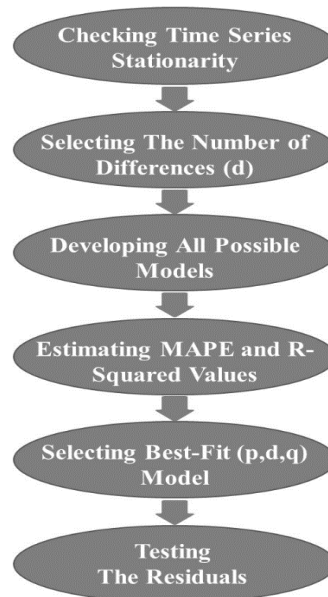 Checking Time Series
Stationarity
Selecting The Number of
Differences (d)
Developing All Possible
Models
Estimating MAPE and R-
Squared Values
Selecting Best-Fit (p,d,q)
Model
Testing
The Residuals